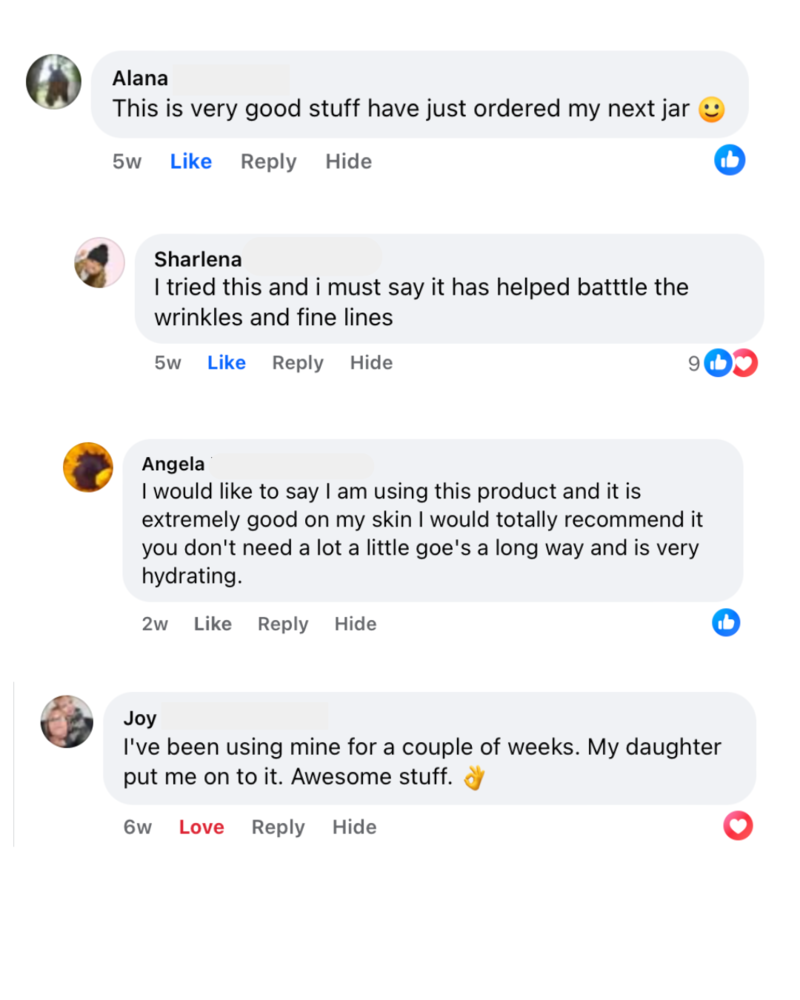 Alana
This is very good stuff have just ordered my next jar 🙂
5w Like Reply Hide
Sharlena
I tried this and i must say it has helped batttle the
wrinkles and fine lines
5w Like Reply Hide 9
Angela
I would like to say I am using this product and it is
extremely good on my skin I would totally recommend it
you don't need a lot a little goe's a long way and is very
hydrating.
2w Like Reply Hide
Joy
I've been using mine for a couple of weeks. My daughter
put me on to it. Awesome stuff. 👌
6w Love Reply Hide